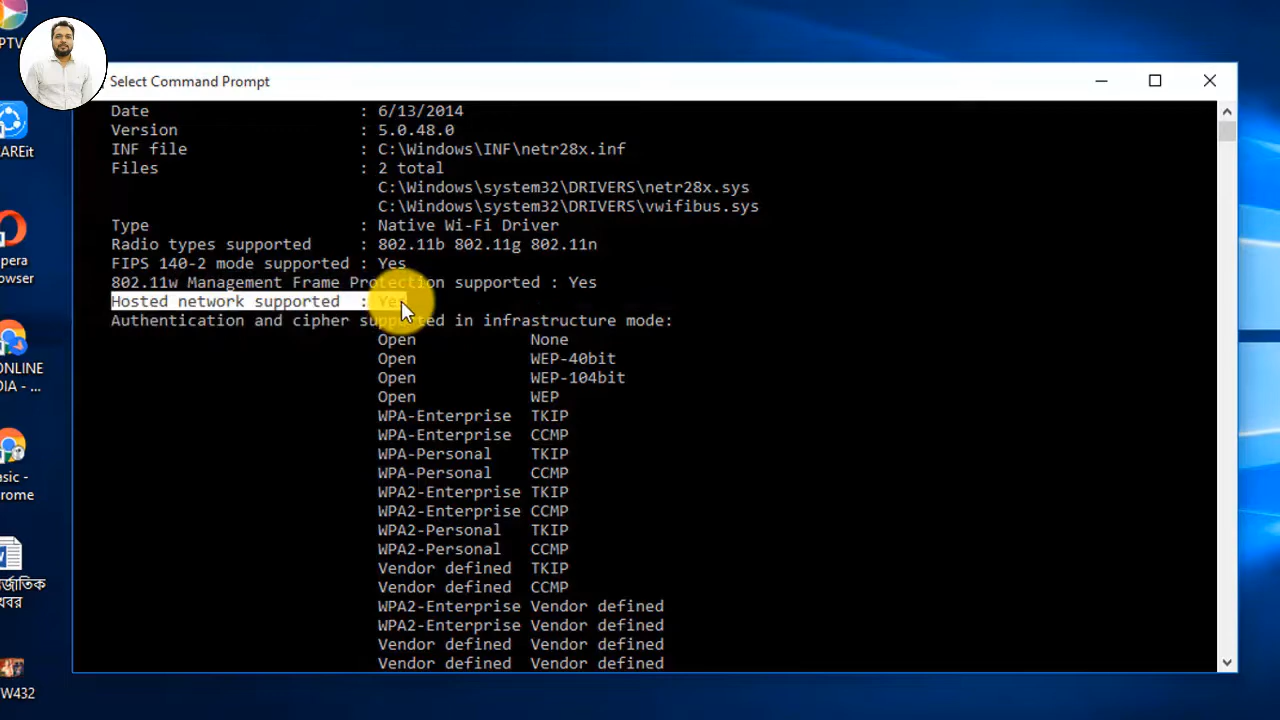 PTV
Select Command Prompt
AREit
pera
rowser
ONLINE
DIA - ...
asic -
rome
র্জাতিক
খবর
W432
Date : 6/13/2014
Version : 5.0.48.0
INF file : C:\Windows\INF\netr28x.inf
Files : 2 total
C:\Windows\system32\DRIVERS\netr28x.sys
C:\Windows\system32\DRIVERS\vwifibus.sys
Type : Native Wi-Fi Driver
Radio types supported : 802.11b 802.11g 802.11n
FIPS 140-2 mode supported : Yes
802.11w Management Frame Protection supported : Yes
Hosted network supported : Yes
Authentication and cipher supported in infrastructure mode:
Open None
Open WEP-40bit
Open WEP-104bit
Open WEP
WPA-Enterprise TKIP
WPA-Enterprise CCMP
WPA-Personal TKIP
WPA-Personal CCMP
WPA2-Enterprise TKIP
WPA2-Enterprise CCMP
WPA2-Personal TKIP
WPA2-Personal CCMP
Vendor defined TKIP
Vendor defined CCMP
WPA2-Enterprise Vendor defined
WPA2-Enterprise Vendor defined
Vendor defined Vendor defined
Vendor defined Vendor defined